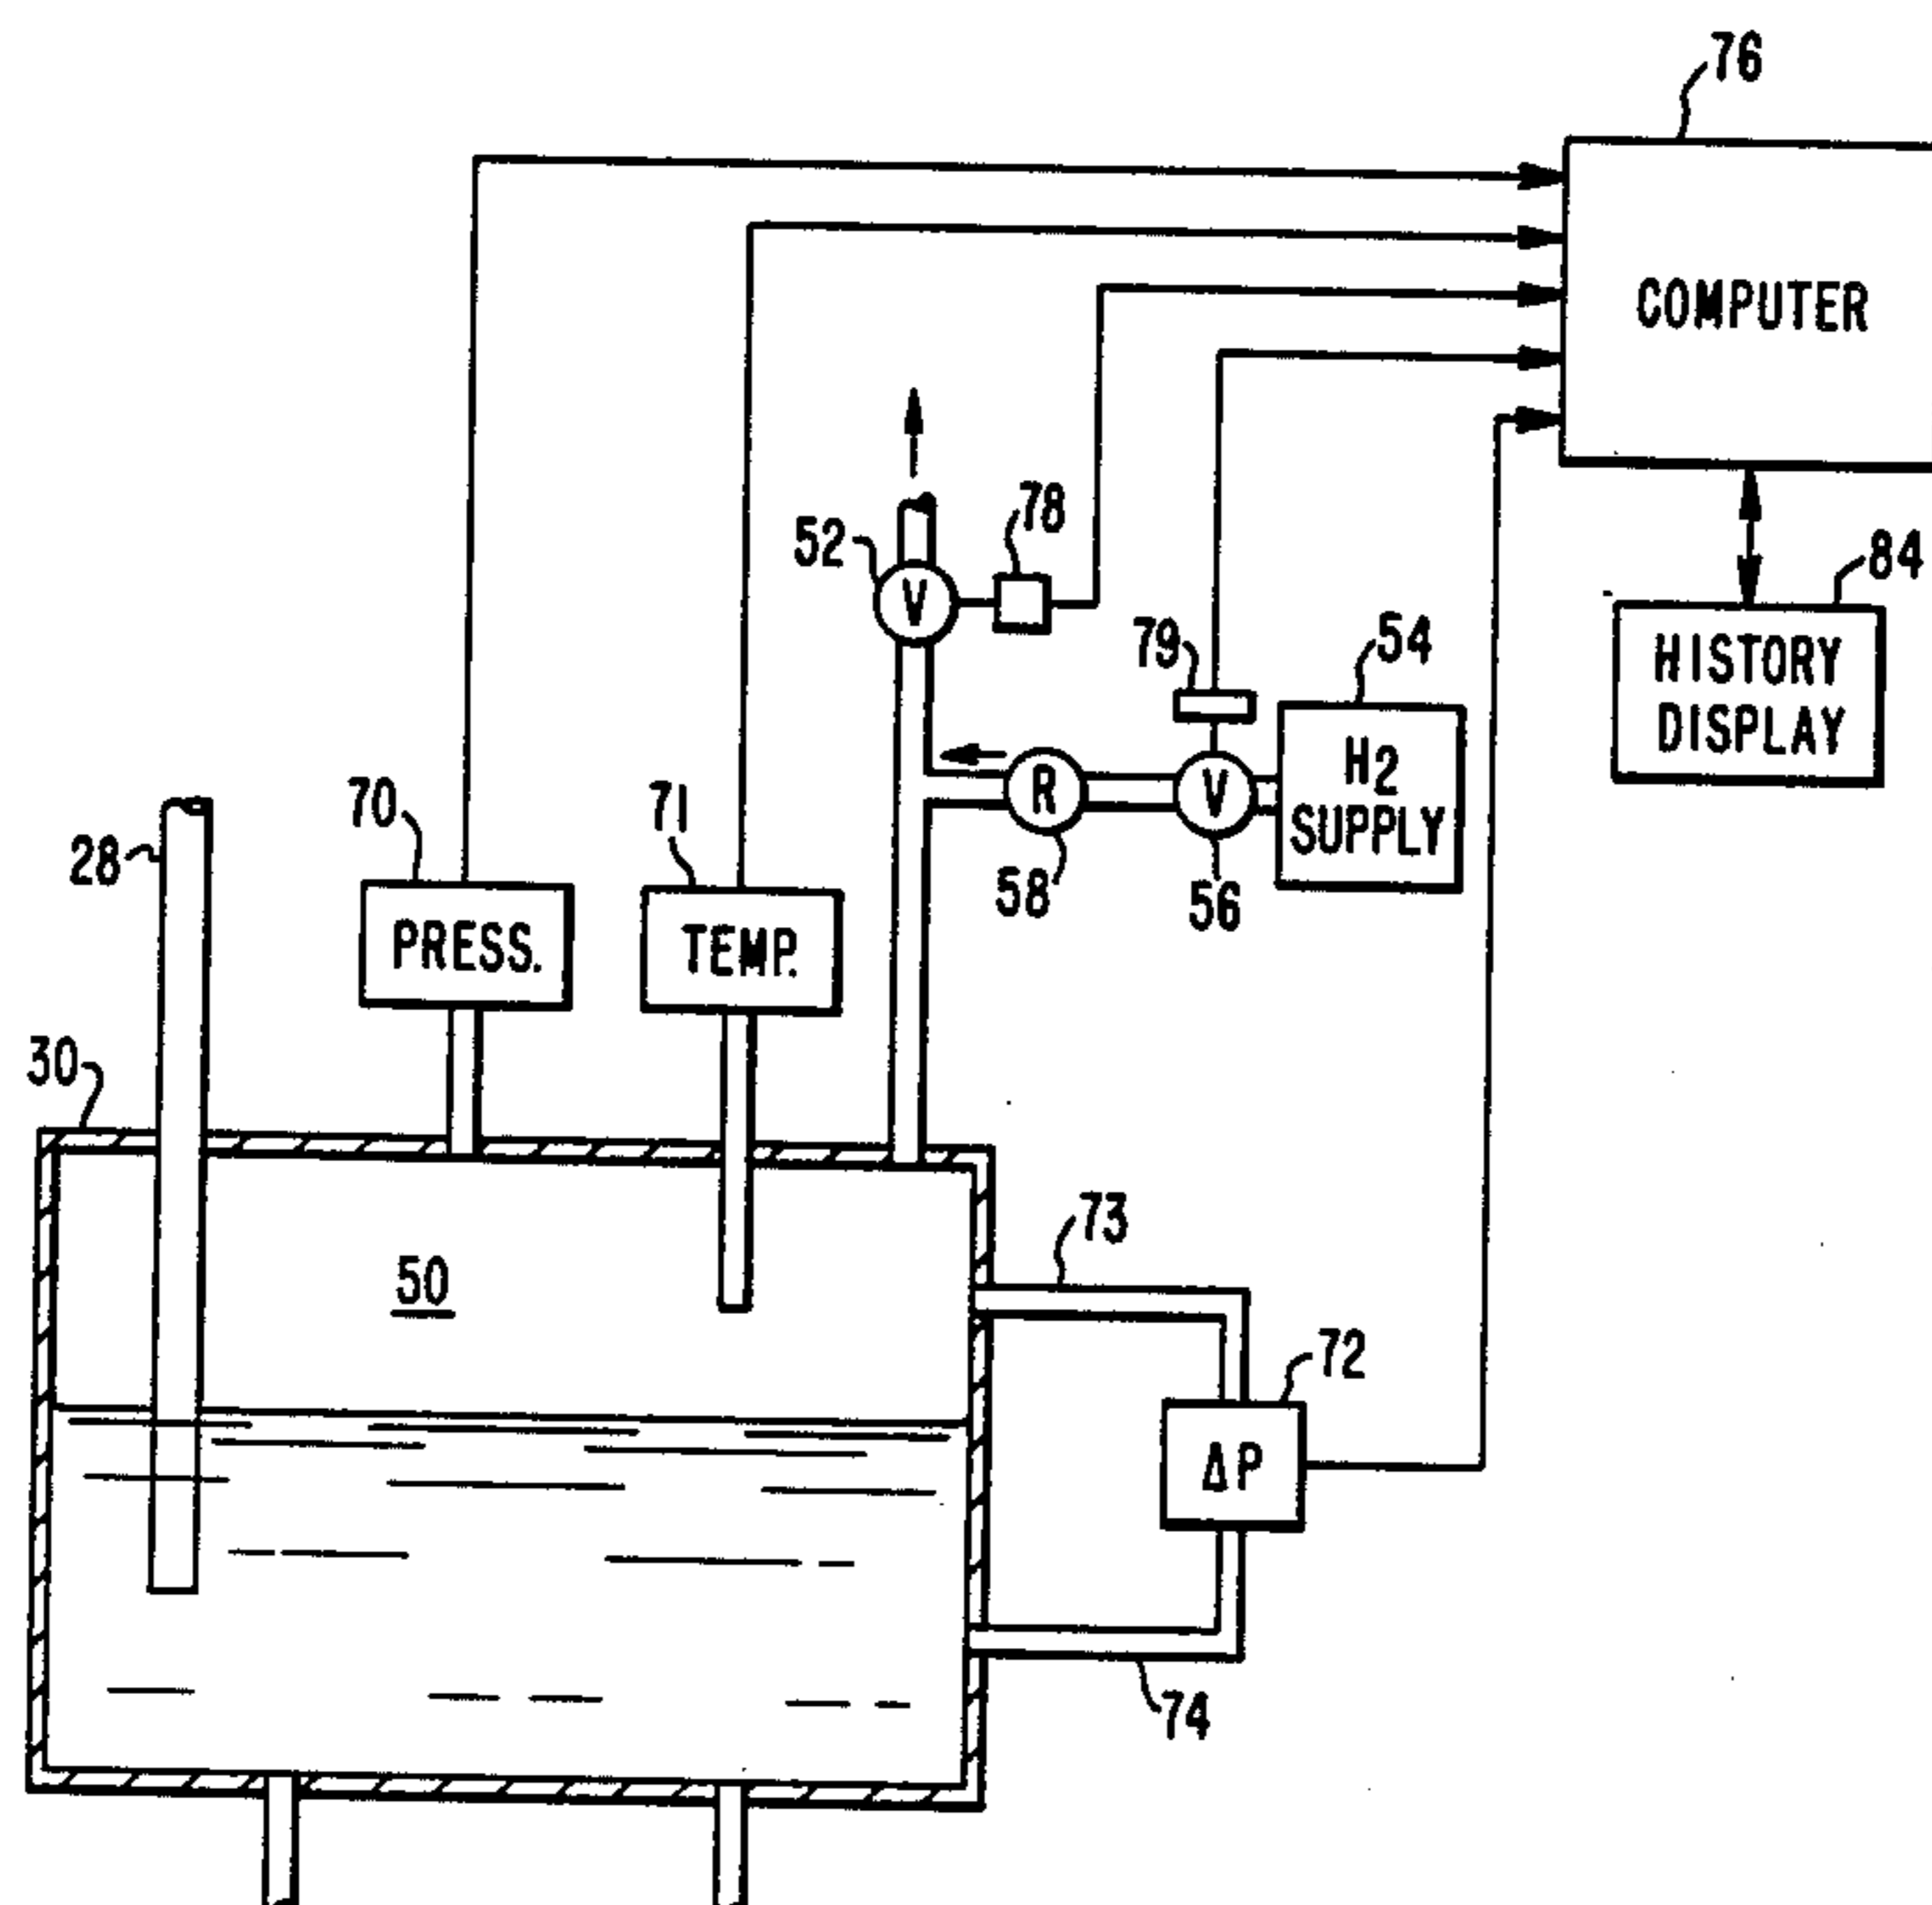 76
COMPUTER
52
78
84
HISTORY
DISPLAY
79
54
H2
SUPPLY
V
R
V
58
56
70
71
28
PRESS.
TEMP.
30
50
73
72
ΔP
74